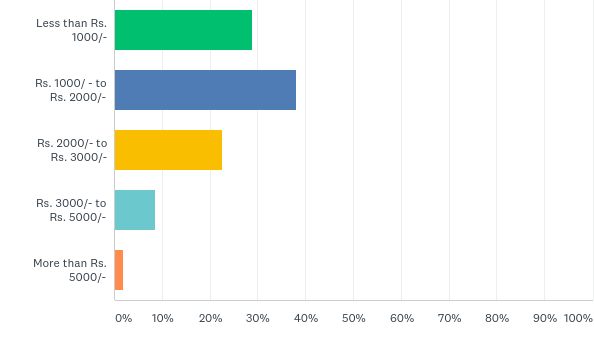 Less than Rs.
1000/-
Rs. 1000/ - to
Rs. 2000/-
Rs. 2000/- to
Rs. 3000/-
Rs. 3000/- to
Rs. 5000/-
More than Rs.
5000/-
0% 10% 20% 30% 40% 50% 60% 70% 80% 90% 100%